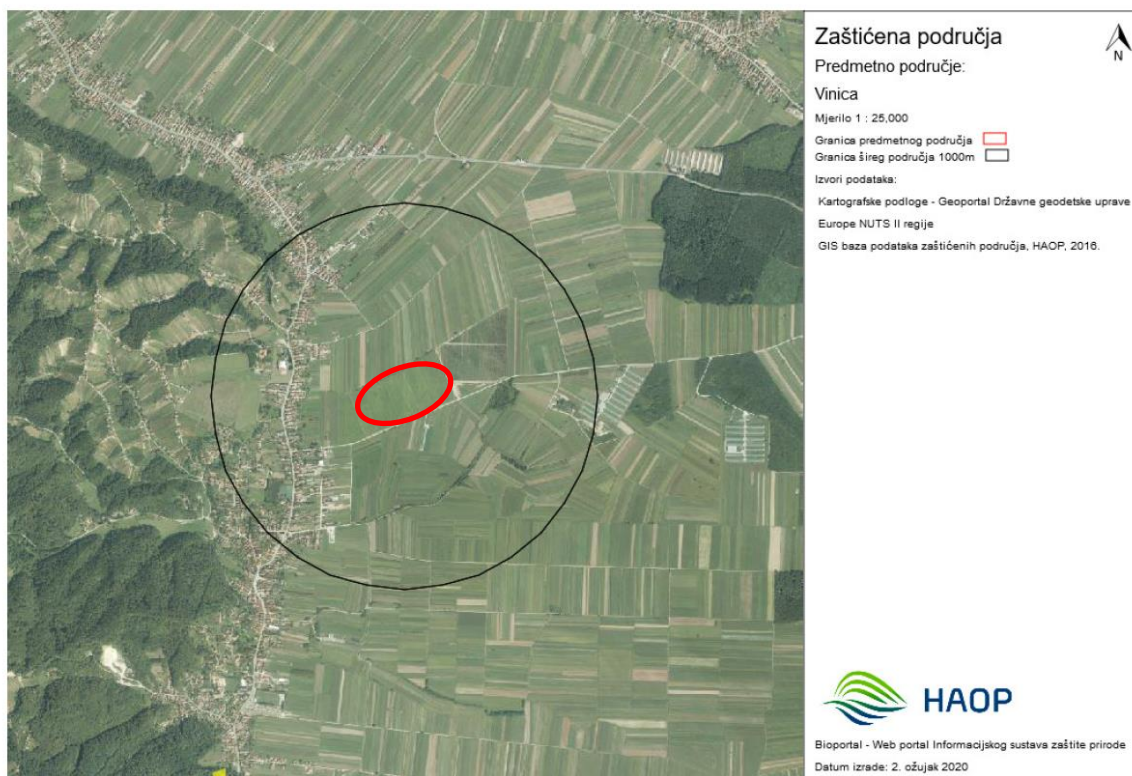 Zaštićena područja
N
Predmetno područje:
Vinica
Mjerilo 1 : 25,000
Granica predmetnog područja
Granica šireg područja 1000m
Izvori podataka:
Kartografske podloge - Geoportal Državne geodetske uprave
Europe NUTS II regije
GIS baza podataka zaštićenih područja, HAOP, 2016.
HAOP
Bioportal - Web portal Informacijskog sustava zaštite prirode
Datum izrade: 2. ožujak 2020